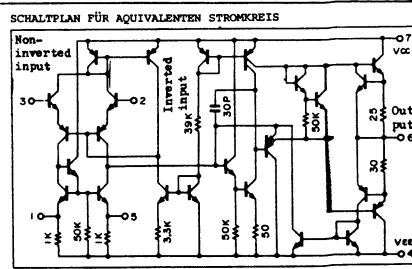 SCHALTPLAN FÜR AQUIVALENTEN STROMKREIS
Non-
inverted
input
Inverted
input
7
VCC
3
2
39K
30P
50K
25
Out
put
6
30
1
5
1K
50K
1K
3.3K
50K
50
VEE
4